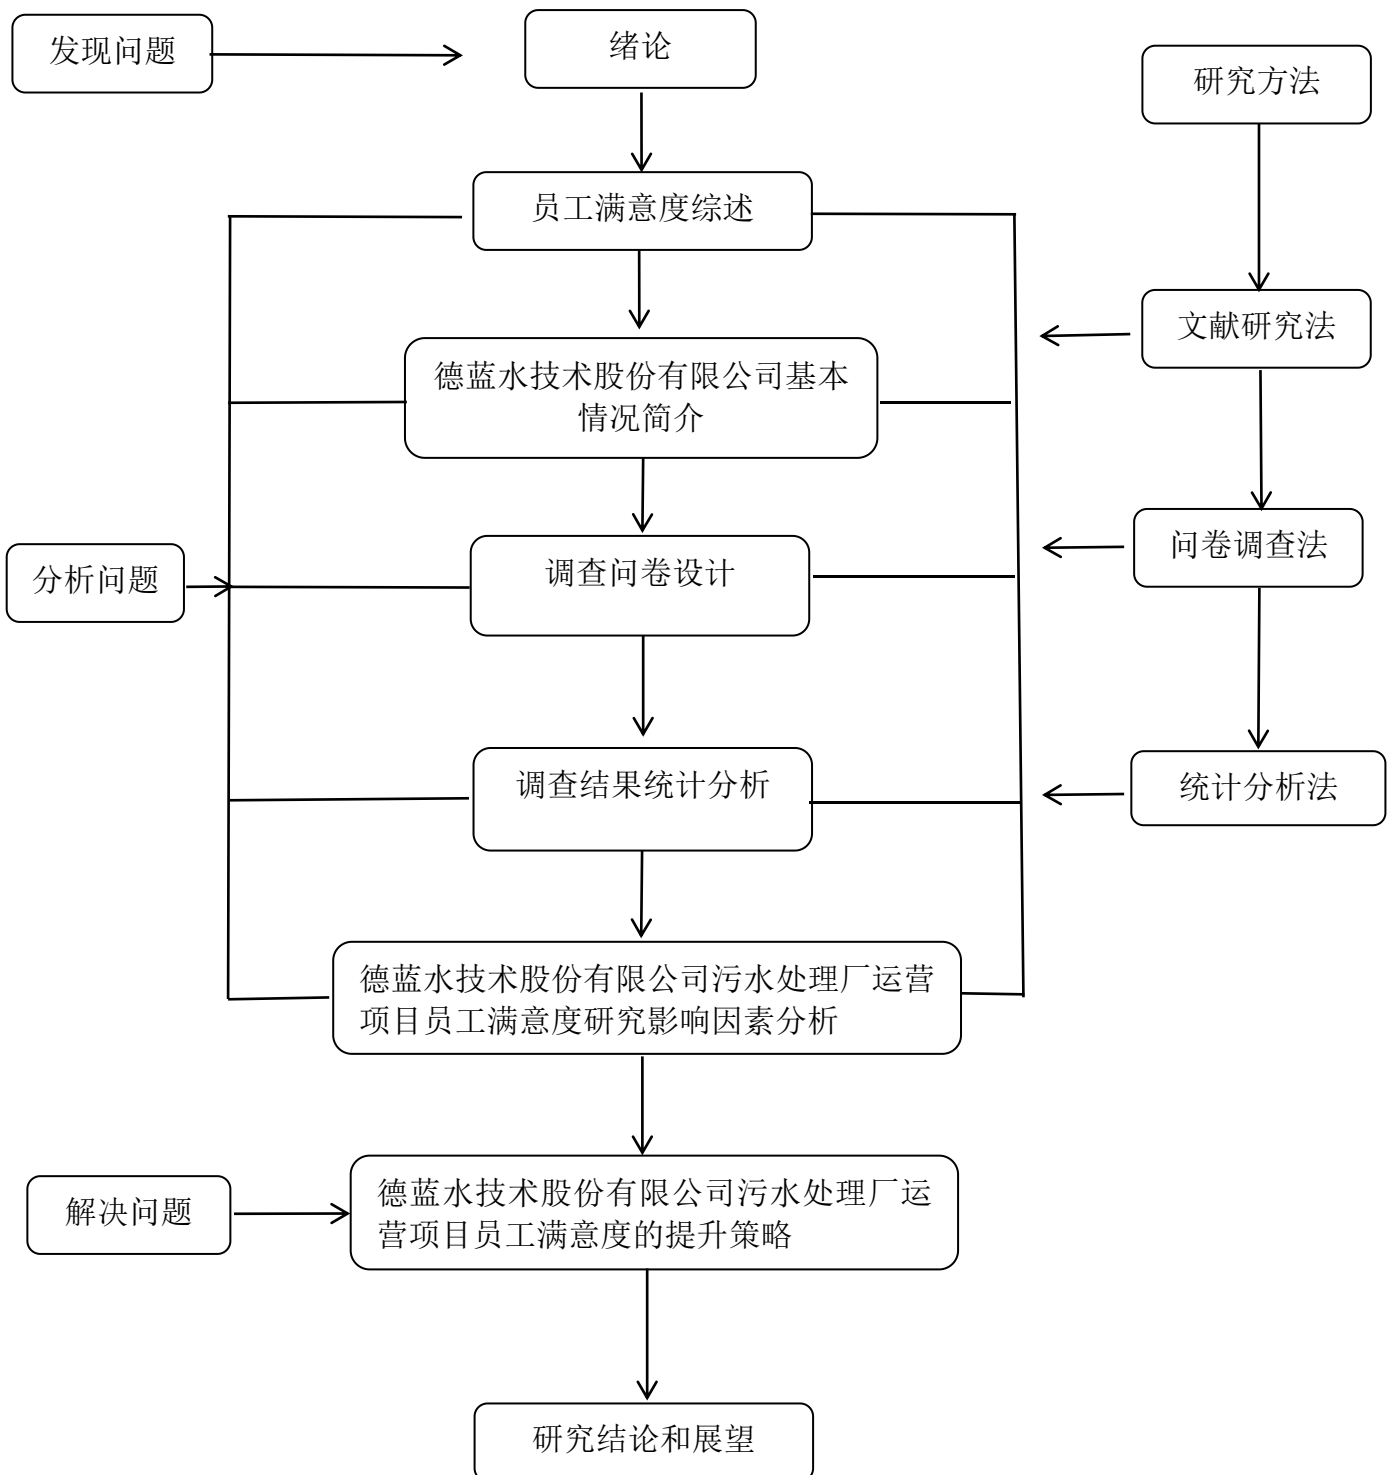 发现问题
绪论
研究方法
员工满意度综述
文献研究法
德蓝水技术股份有限公司基本
情况简介
问卷调查法
分析问题
调查问卷设计
调查结果统计分析
统计分析法
德蓝水技术股份有限公司污水处理厂运营
项目员工满意度研究影响因素分析
解决问题
德蓝水技术股份有限公司污水处理厂运
营项目员工满意度的提升策略
研究结论和展望